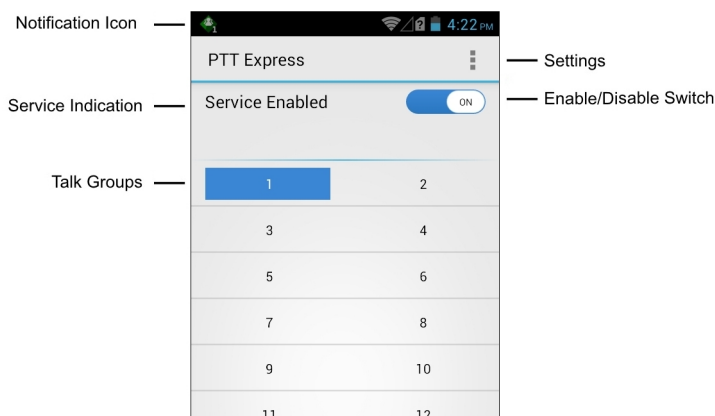 Notification Icon
1
4:22 PM
PTT Express
Settings
Service Indication
Service Enabled
ON
Enable/Disable Switch
Talk Groups
1 2
3 4
5 6
7 8
9 10
11 12